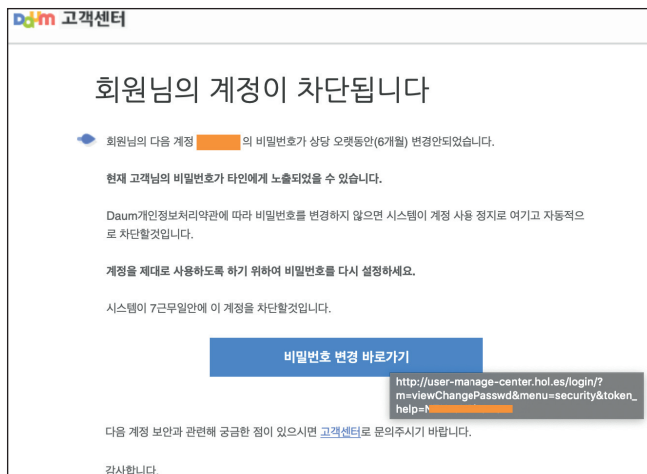 Daum 고객센터
회원님의 계정이 차단됩니다
회원님의 다음 계정 의 비밀번호가 상당 오랫동안(6개월) 변경안되었습니다.
현재 고객님의 비밀번호가 타인에게 노출되었을 수 있습니다.
Daum개인정보처리약관에 따라 비밀번호를 변경하지 않으면 시스템이 계정 사용 정지로 여기고 자동적으
로 차단할것입니다.
계정을 제대로 사용하도록 하기 위하여 비밀번호를 다시 설정하세요.
시스템이 7근무일안에 이 계정을 차단할것입니다.
비밀번호 변경 바로가기
http://user-manage-center.hol.es/login/?
m=viewChangePasswd&menu=security&token_
help=N
다음 계정 보안과 관련해 궁금한 점이 있으시면 고객센터로 문의주시기 바랍니다.
감사합니다.